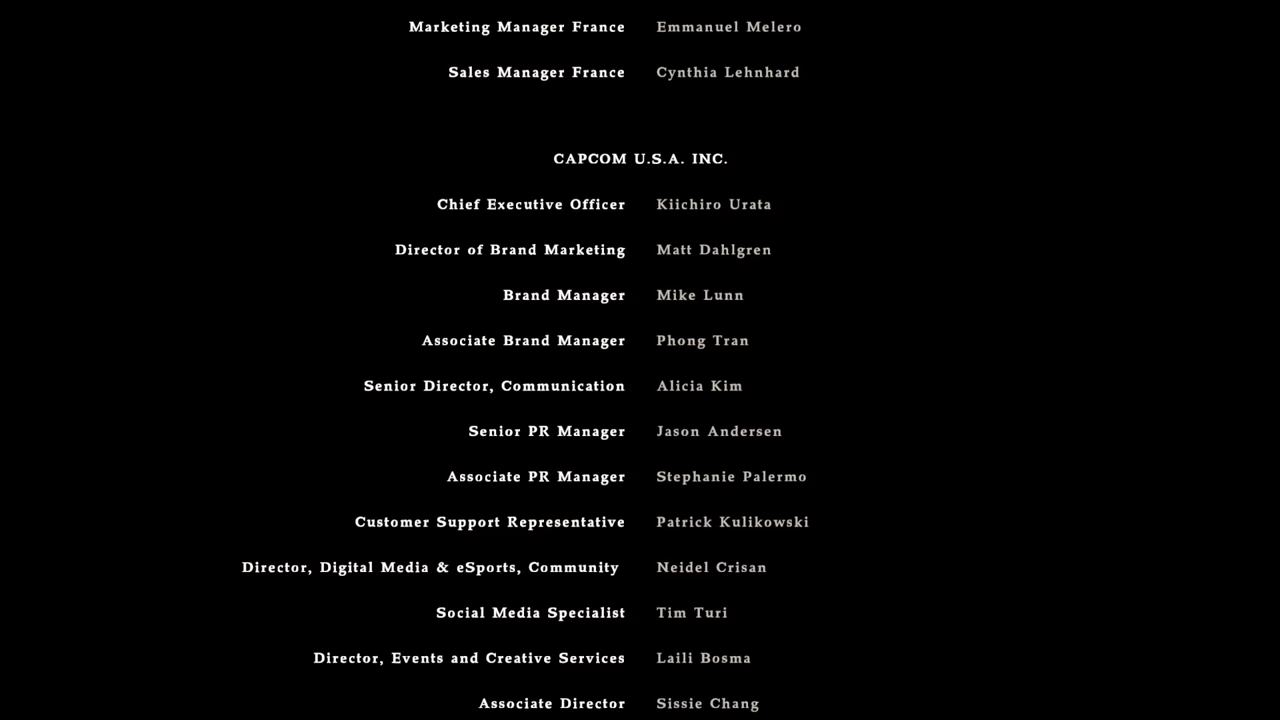 Marketing Manager France Emmanuel Melero
Sales Manager France Cynthia Lehnhard
CAPCOM U.S.A. INC.
Chief Executive Officer Kiichiro Urata
Director of Brand Marketing Matt Dahlgren
Brand Manager Mike Lunn
Associate Brand Manager Phong Tran
Senior Director, Communication Alicia Kim
Senior PR Manager Jason Andersen
Associate PR Manager Stephanie Palermo
Customer Support Representative Patrick Kulikowski
Director, Digital Media & eSports, Community Neidel Crisan
Social Media Specialist Tim Turi
Director, Events and Creative Services Laili Bosma
Associate Director Sissie Chang